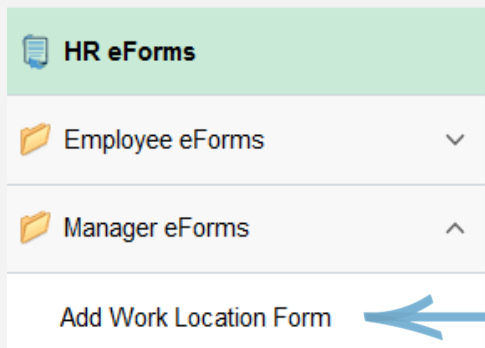 HR eForms
Employee eForms
Manager eForms
Add Work Location Form